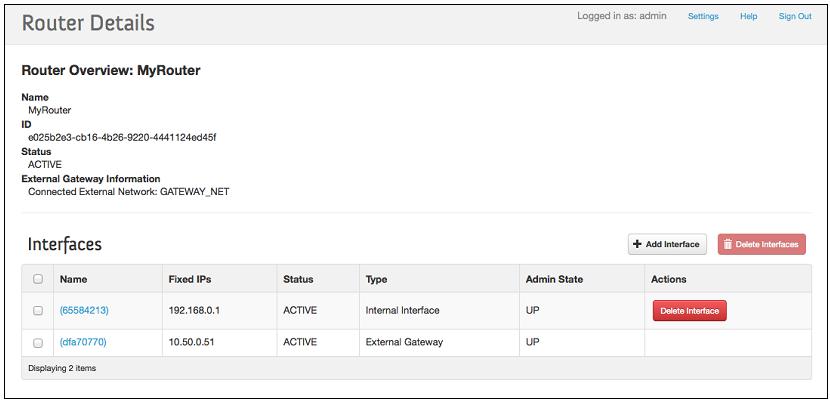 Router Details
Logged in as: admin Settings Help Sign Out
Router Overview: MyRouter
Name
MyRouter
ID
e025b2e3-cb16-4b26-9220-4441124ed45f
Status
ACTIVE
External Gateway Information
Connected External Network: GATEWAY_NET
Interfaces
+ Add Interface Delete Interfaces
Name Fixed IPs Status Type Admin State Actions
(65584213) 192.168.0.1 ACTIVE Internal Interface UP Delete Interface
(dfa70770) 10.50.0.51 ACTIVE External Gateway UP
Displaying 2 items